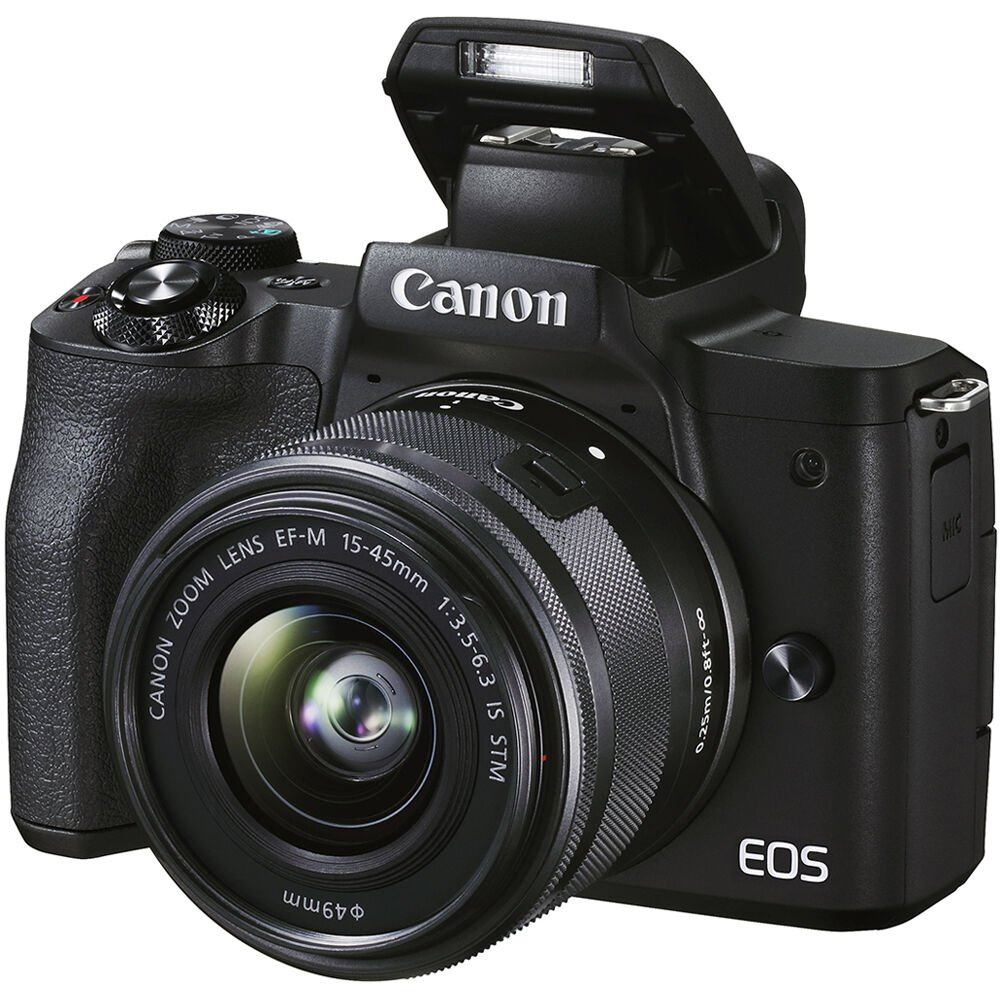 Canon
Canon
CANON ZOOM LENS EF-M 15-45mm 1:3.5-6.3 IS STM
0.25m/0.8ft-∞
MIC
φ49mm
EOS